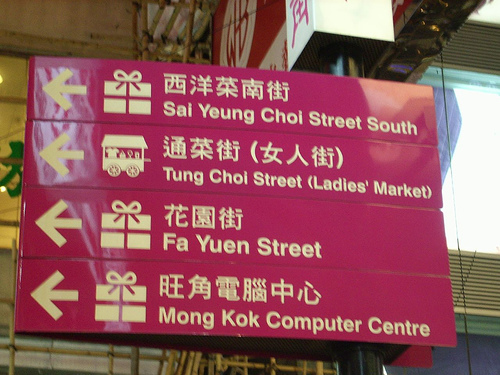 西洋菜南街
Sai Yeung Choi Street South
通菜街 (女人街)
Tung Choi Street (Ladies' Market)
花園街
Fa Yuen Street
旺角電腦中心
Mong Kok Computer Centre